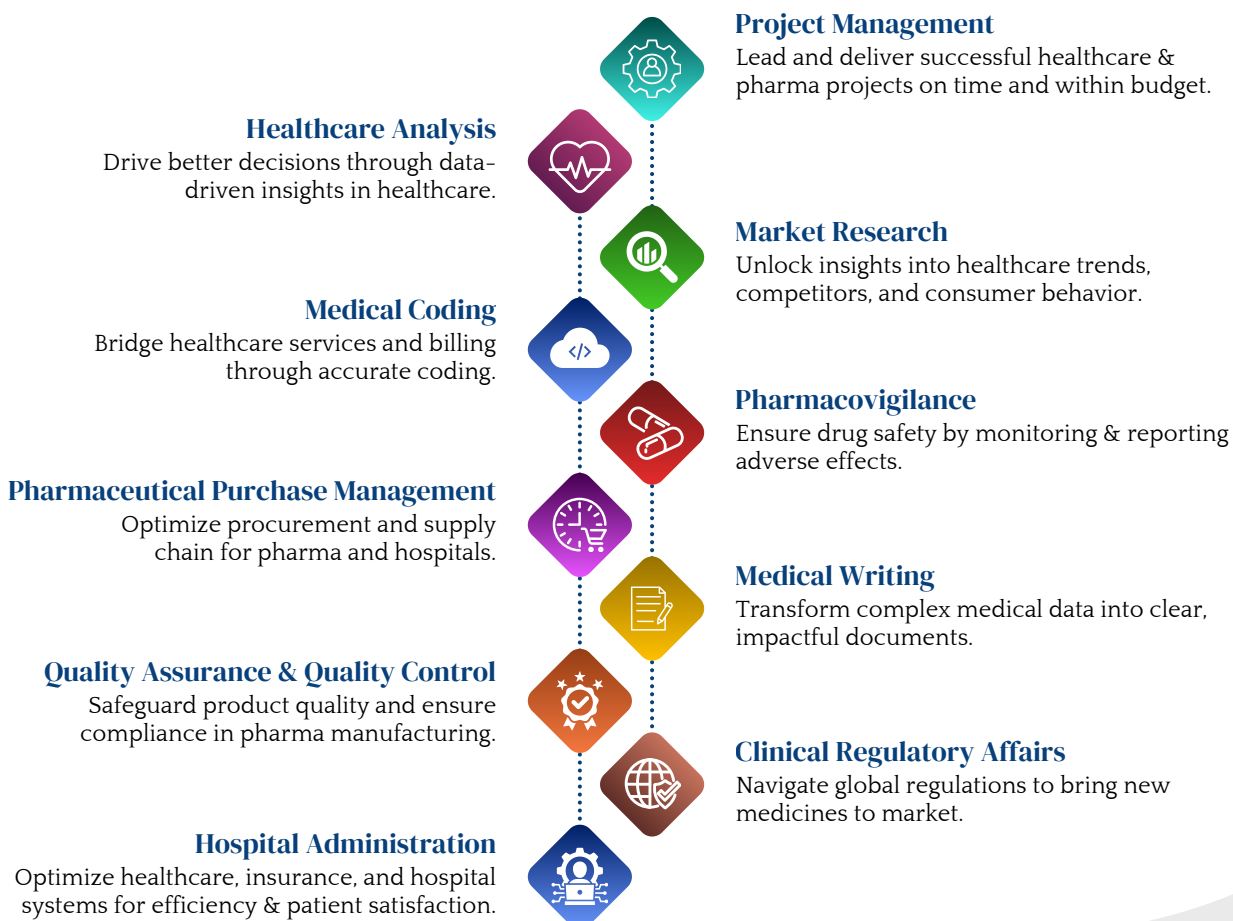 Project Management
Lead and deliver successful healthcare &
pharma projects on time and within budget.
Healthcare Analysis
Drive better decisions through data-
driven insights in healthcare.
Market Research
Unlock insights into healthcare trends,
competitors, and consumer behavior.
Medical Coding
Bridge healthcare services and billing
through accurate coding.
</>
Pharmacovigilance
Ensure drug safety by monitoring & reporting
adverse effects.
Pharmaceutical Purchase Management
Optimize procurement and supply
chain for pharma and hospitals.
Medical Writing
Transform complex medical data into clear,
impactful documents.
Quality Assurance & Quality Control
Safeguard product quality and ensure
compliance in pharma manufacturing.
Clinical Regulatory Affairs
Navigate global regulations to bring new
medicines to market.
Hospital Administration
Optimize healthcare, insurance, and hospital
systems for efficiency & patient satisfaction.